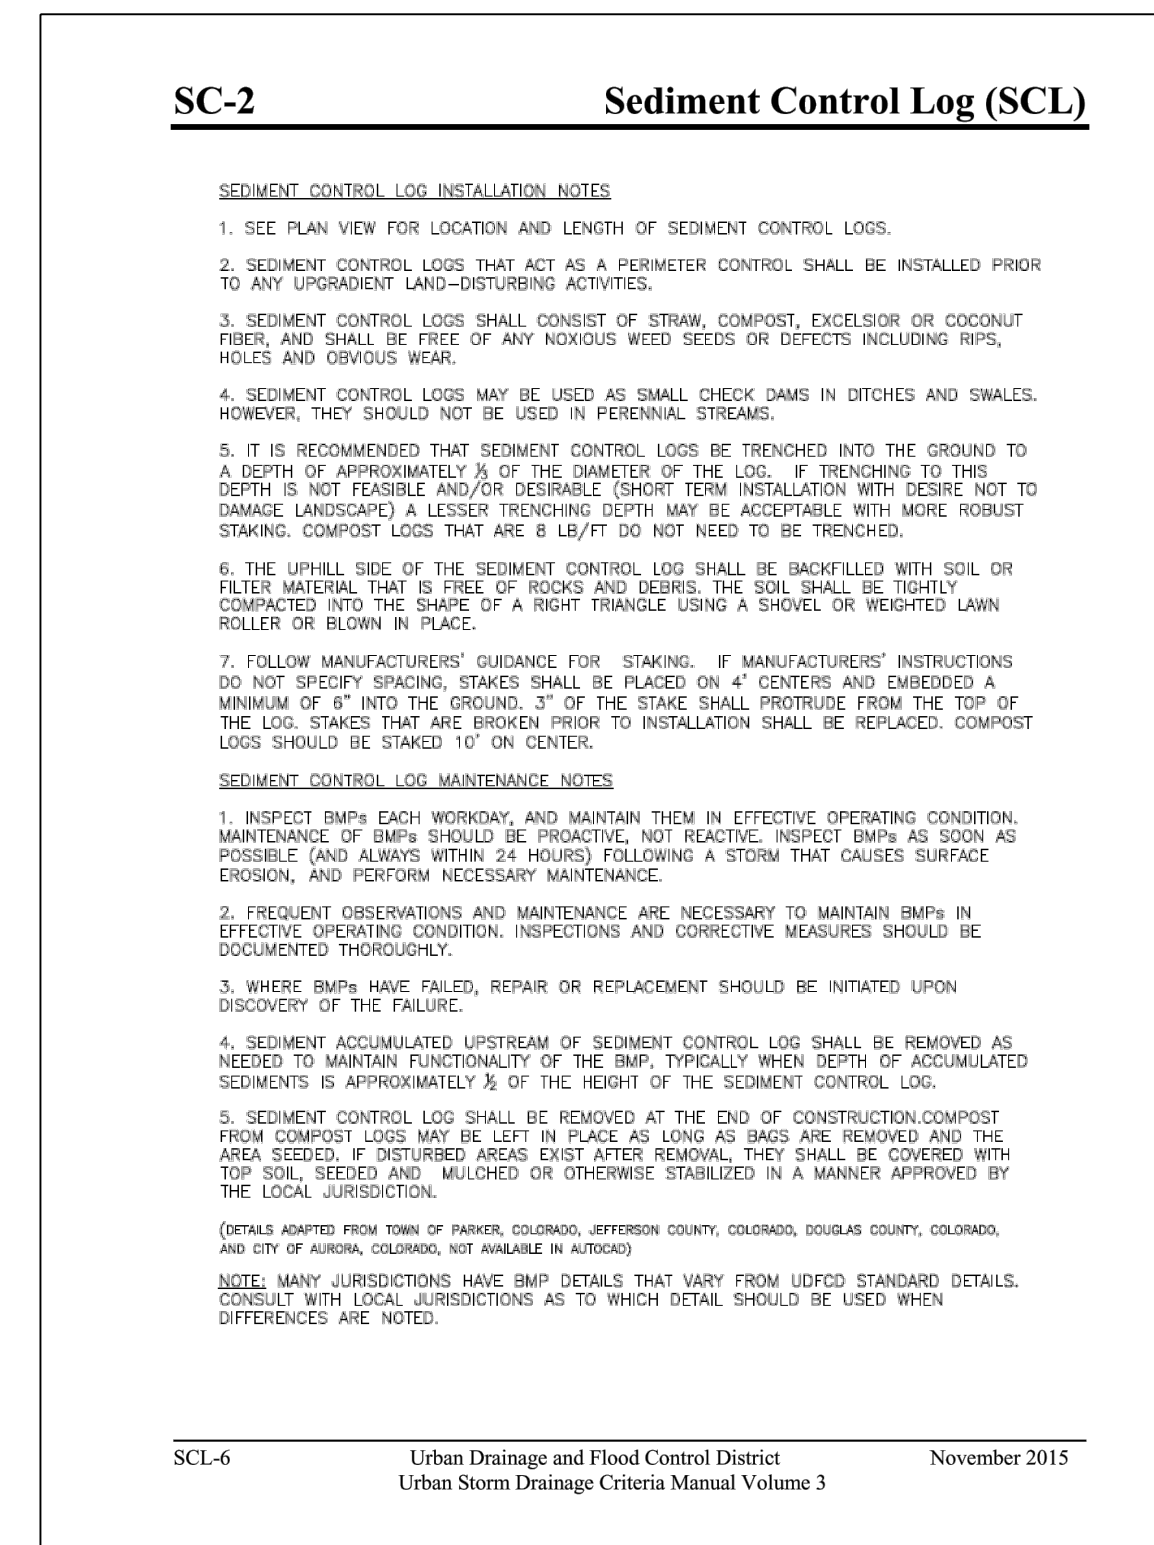 SC-2 Sediment Control Log (SCL)
SEDIMENT CONTROL LOG INSTALLATION NOTES
1. SEE PLAN VIEW FOR LOCATION AND LENGTH OF SEDIMENT CONTROL LOGS.
2. SEDIMENT CONTROL LOGS THAT ACT AS A PERIMETER CONTROL SHALL BE INSTALLED PRIOR
TO ANY UPGRADIENT LAND-DISTURBING ACTIVITIES.
3. SEDIMENT CONTROL LOGS SHALL CONSIST OF STRAW, COMPOST, EXCELSIOR OR COCONUT
FIBER, AND SHALL BE FREE OF ANY NOXIOUS WEED SEEDS OR DEFECTS INCLUDING RIPS,
HOLES AND OBVIOUS WEAR.
4. SEDIMENT CONTROL LOGS MAY BE USED AS SMALL CHECK DAMS IN DITCHES AND SWALES.
HOWEVER, THEY SHOULD NOT BE USED IN PERENNIAL STREAMS.
5. IT IS RECOMMENDED THAT SEDIMENT CONTROL LOGS BE TRENCHED INTO THE GROUND TO
A DEPTH OF APPROXIMATELY ⅓ OF THE DIAMETER OF THE LOG. IF TRENCHING TO THIS
DEPTH IS NOT FEASIBLE AND/OR DESIRABLE (SHORT TERM INSTALLATION WITH DESIRE NOT TO
DAMAGE LANDSCAPE) A LESSER TRENCHING DEPTH MAY BE ACCEPTABLE WITH MORE ROBUST
STAKING. COMPOST LOGS THAT ARE 8 LB/FT DO NOT NEED TO BE TRENCHED.
6. THE UPHILL SIDE OF THE SEDIMENT CONTROL LOG SHALL BE BACKFILLED WITH SOIL OR
FILTER MATERIAL THAT IS FREE OF ROCKS AND DEBRIS. THE SOIL SHALL BE TIGHTLY
COMPACTED INTO THE SHAPE OF A RIGHT TRIANGLE USING A SHOVEL OR WEIGHTED LAWN
ROLLER OR BLOWN IN PLACE.
7. FOLLOW MANUFACTURERS' GUIDANCE FOR STAKING. IF MANUFACTURERS' INSTRUCTIONS
DO NOT SPECIFY SPACING, STAKES SHALL BE PLACED ON 4' CENTERS AND EMBEDDED A
MINIMUM OF 6" INTO THE GROUND. 3" OF THE STAKE SHALL PROTRUDE FROM THE TOP OF
THE LOG. STAKES THAT ARE BROKEN PRIOR TO INSTALLATION SHALL BE REPLACED. COMPOST
LOGS SHOULD BE STAKED 10' ON CENTER.
SEDIMENT CONTROL LOG MAINTENANCE NOTES
1. INSPECT BMPs EACH WORKDAY, AND MAINTAIN THEM IN EFFECTIVE OPERATING CONDITION.
MAINTENANCE OF BMPs SHOULD BE PROACTIVE, NOT REACTIVE. INSPECT BMPs AS SOON AS
POSSIBLE (AND ALWAYS WITHIN 24 HOURS) FOLLOWING A STORM THAT CAUSES SURFACE
EROSION, AND PERFORM NECESSARY MAINTENANCE.
2. FREQUENT OBSERVATIONS AND MAINTENANCE ARE NECESSARY TO MAINTAIN BMPs IN
EFFECTIVE OPERATING CONDITION. INSPECTIONS AND CORRECTIVE MEASURES SHOULD BE
DOCUMENTED THOROUGHLY.
3. WHERE BMPs HAVE FAILED, REPAIR OR REPLACEMENT SHOULD BE INITIATED UPON
DISCOVERY OF THE FAILURE.
4. SEDIMENT ACCUMULATED UPSTREAM OF SEDIMENT CONTROL LOG SHALL BE REMOVED AS
NEEDED TO MAINTAIN FUNCTIONALITY OF THE BMP, TYPICALLY WHEN DEPTH OF ACCUMULATED
SEDIMENTS IS APPROXIMATELY ½ OF THE HEIGHT OF THE SEDIMENT CONTROL LOG.
5. SEDIMENT CONTROL LOG SHALL BE REMOVED AT THE END OF CONSTRUCTION.COMPOST
FROM COMPOST LOGS MAY BE LEFT IN PLACE AS LONG AS BAGS ARE REMOVED AND THE
AREA SEEDED. IF DISTURBED AREAS EXIST AFTER REMOVAL, THEY SHALL BE COVERED WITH
TOP SOIL, SEEDED AND MULCHED OR OTHERWISE STABILIZED IN A MANNER APPROVED BY
THE LOCAL JURISDICTION.
(DETAILS ADAPTED FROM TOWN OF PARKER, COLORADO, JEFFERSON COUNTY, COLORADO, DOUGLAS COUNTY, COLORADO,
AND CITY OF AURORA, COLORADO, NOT AVAILABLE IN AUTOCAD)
NOTE: MANY JURISDICTIONS HAVE BMP DETAILS THAT VARY FROM UDFCD STANDARD DETAILS.
CONSULT WITH LOCAL JURISDICTIONS AS TO WHICH DETAIL SHOULD BE USED WHEN
DIFFERENCES ARE NOTED.
SCL-6 Urban Drainage and Flood Control District November 2015
Urban Storm Drainage Criteria Manual Volume 3